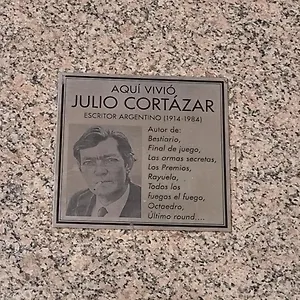 AQUÍ VIVIÓ
JULIO CORTÁZAR
ESCRITOR ARGENTINO (1914-1984)
Autor de:
Bestiario,
Final de juego,
Las armas secretas,
Los Premios,
Rayuela,
Todos los
fuegos el fuego,
Octaedro,
Último round....